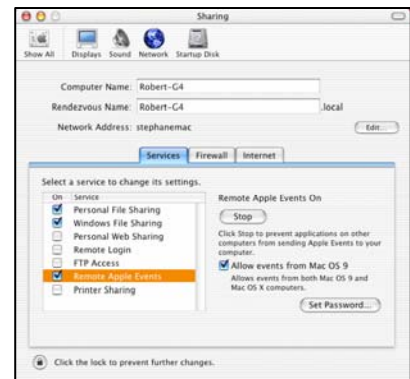 Sharing
Show All Displays Sound Network Startup Disk
Computer Name: Robert-G4
Rendezvous Name: Robert-G4 .local
Network Address: stephanemac Edit...
Services Firewall Internet
Select a service to change its settings.
On Service
Personal File Sharing
Windows File Sharing
Personal Web Sharing
Remote Login
FTP Access
Remote Apple Events
Printer Sharing
Remote Apple Events On
Stop
Click Stop to prevent applications on other
computers from sending Apple Events to your
computer.
Allow events from Mac OS 9
Allows events from both Mac OS 9 and
Mac OS X computers.
Set Password...
Click the lock to prevent further changes.